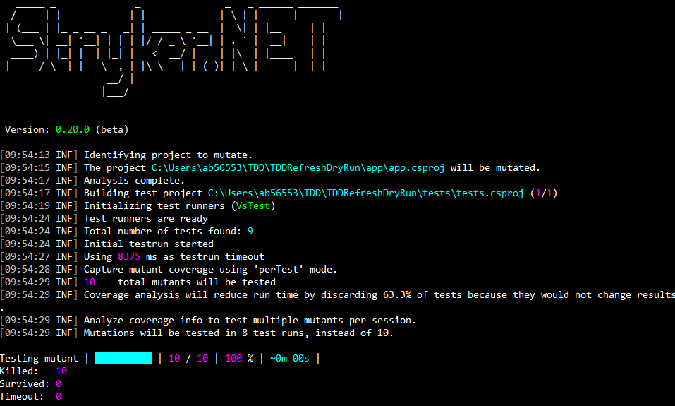 Stryker.NET
Version: 0.20.0 (beta)
[09:54:13 INF] Identifying project to mutate.
[09:54:15 INF] The project C:\Users\ab56553\TDD\TDDRefreshDryRun\app\app.csproj will be mutated.
[09:54:17 INF] Analysis complete.
[09:54:17 INF] Building test project C:\Users\ab56553\TDD\TDDRefreshDryRun\tests\tests.csproj (1/1)
[09:54:19 INF] Initializing test runners (VsTest)
[09:54:24 INF] Test runners are ready
[09:54:24 INF] Total number of tests found: 9
[09:54:24 INF] Initial testrun started
[09:54:27 INF] Using 8375 ms as testrun timeout
[09:54:28 INF] Capture mutant coverage using 'perTest' mode.
[09:54:29 INF] 10    total mutants will be tested
[09:54:29 INF] Coverage analysis will reduce run time by discarding 63.3% of tests because they would not change results
.
[09:54:29 INF] Analyze coverage info to test multiple mutants per session.
[09:54:29 INF] Mutations will be tested in 8 test runs, instead of 10.
Testing mutant | | 10 / 10 | 100 % | ~0m 00s |
Killed:   10
Survived: 0
Timeout:  0